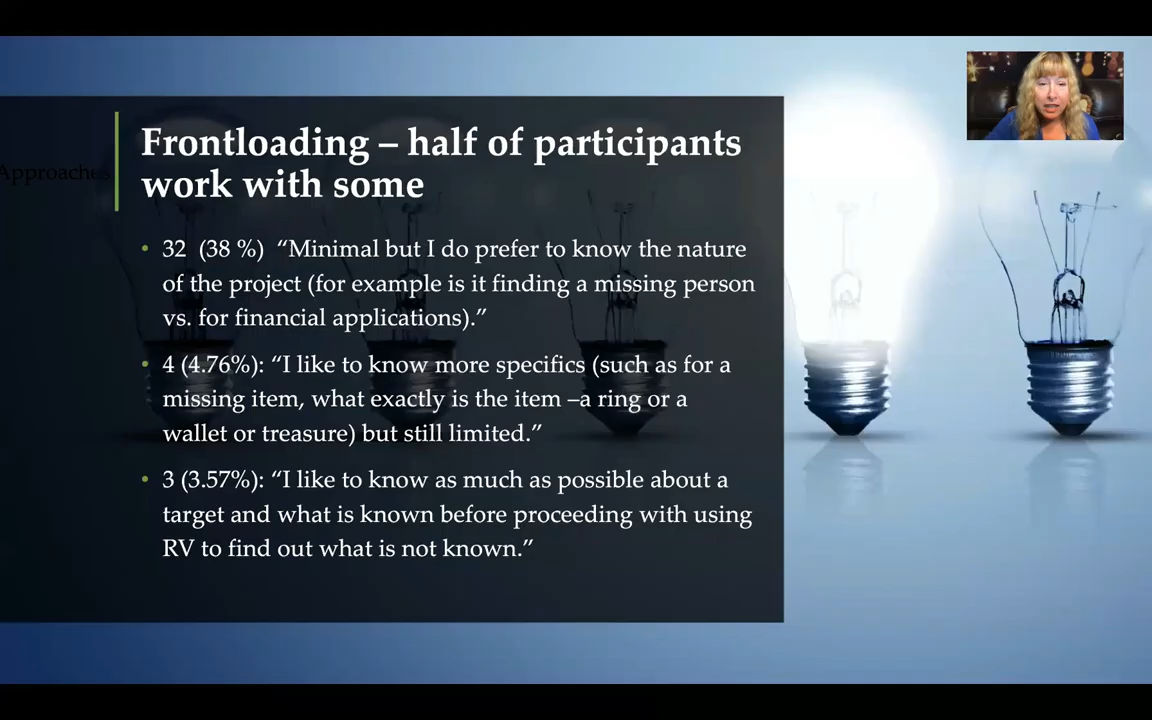 Frontloading – half of participants
work with some
Approaches
• 32 (38 %) “Minimal but I do prefer to know the nature
of the project (for example is it finding a missing person
vs. for financial applications).”
• 4 (4.76%): “I like to know more specifics (such as for a
missing item, what exactly is the item –a ring or a
wallet or treasure) but still limited.”
• 3 (3.57%): “I like to know as much as possible about a
target and what is known before proceeding with using
RV to find out what is not known.”